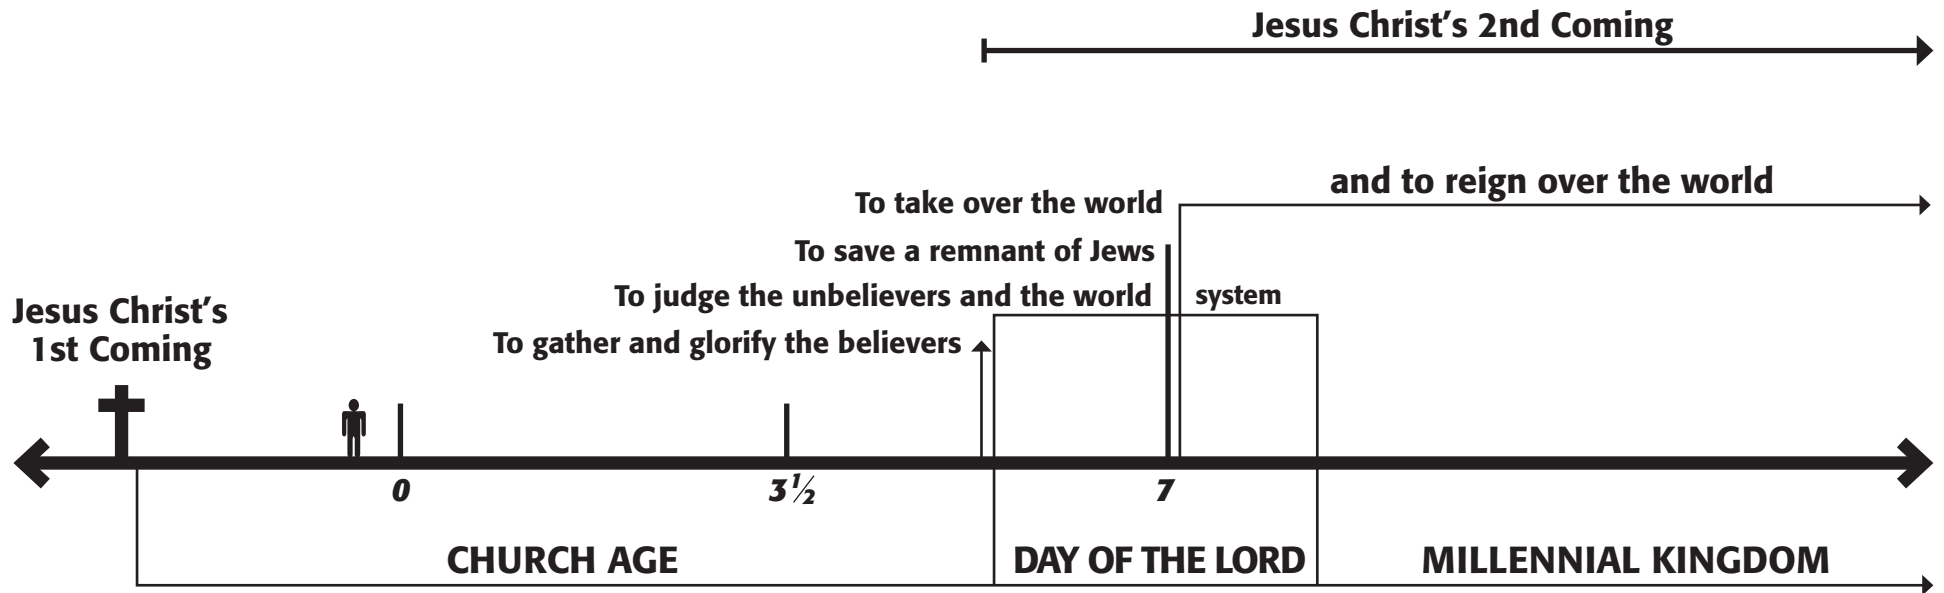 Jesus Christ's 2nd Coming
and to reign over the world
To take over the world
To save a remnant of Jews
To judge the unbelievers and the world system
To gather and glorify the believers
Jesus Christ's
1st Coming
0
3½
7
CHURCH AGE
DAY OF THE LORD
MILLENNIAL KINGDOM